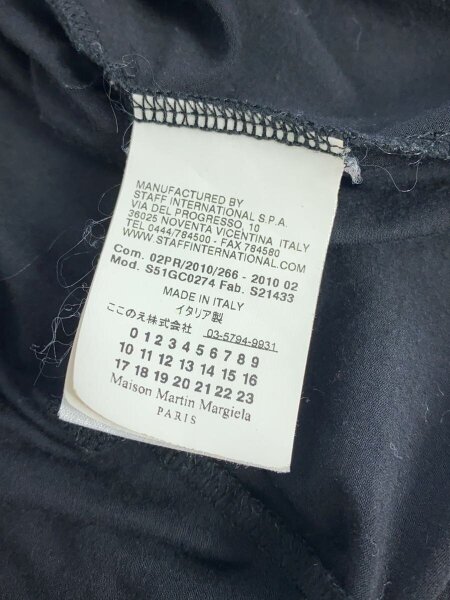 MANUFACTURED BY
STAFF INTERNATIONAL S.P.A.
VIA DEL PROGRESSO, 10
36025 NOVENTA VICENTINA, ITALY
TEL 0444/784500 - FAX 784580
WWW.STAFFINTERNATIONAL.COM
Com. 02PR/2010/266 - 2010 02
Mod. S51GC0274 Fab. S21433
MADE IN ITALY
イタリア製
ここのえ株式会社 03-5794-9931
0 1 2 3 4 5 6 7 8 9
10 11 12 13 14 15 16
17 18 19 20 21 22 23
Maison Martin Margiela
PARIS